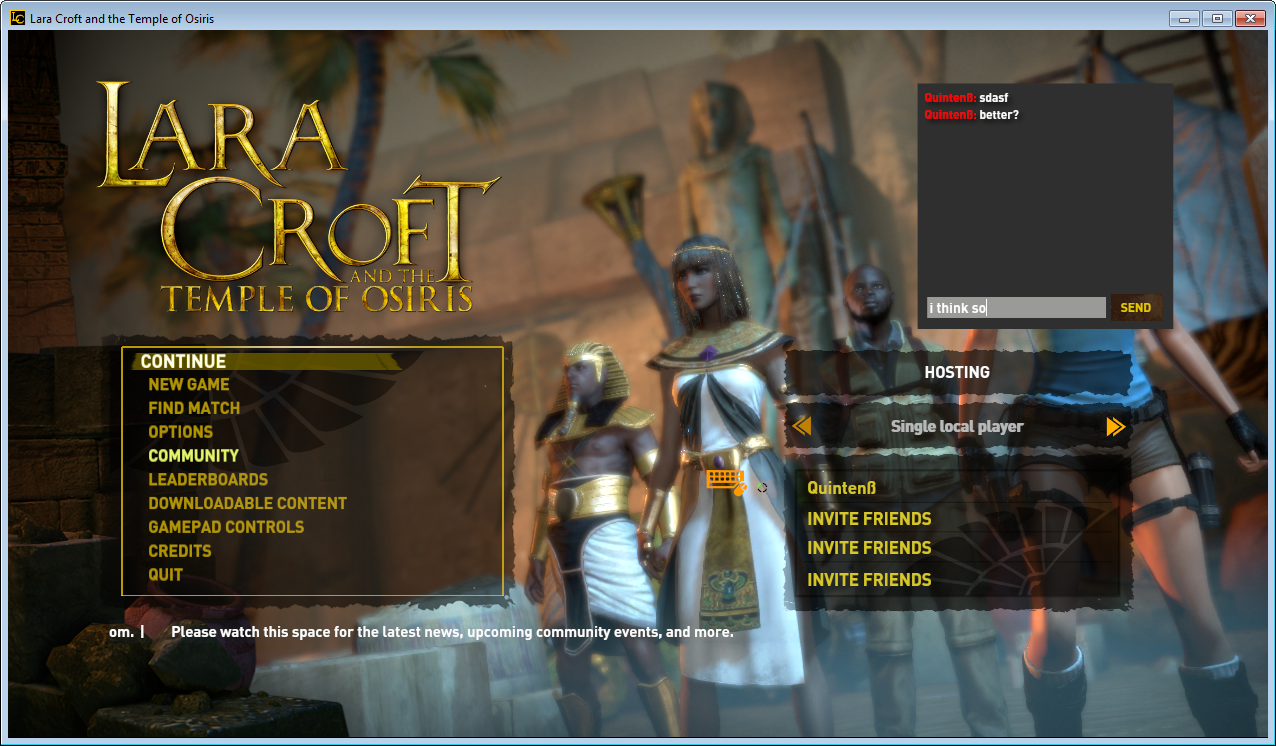 Lara Croft and the Temple of Osiris
LARA
CROFT
AND THE
TEMPLE OF OSIRIS
Quintenß: sdasf
Quintenß: better?
i think so
SEND
CONTINUE
NEW GAME
FIND MATCH
OPTIONS
COMMUNITY
LEADERBOARDS
DOWNLOADABLE CONTENT
GAMEPAD CONTROLS
CREDITS
QUIT
HOSTING
Single local player
Quintenß
INVITE FRIENDS
INVITE FRIENDS
INVITE FRIENDS
om. | Please watch this space for the latest news, upcoming community events, and more.